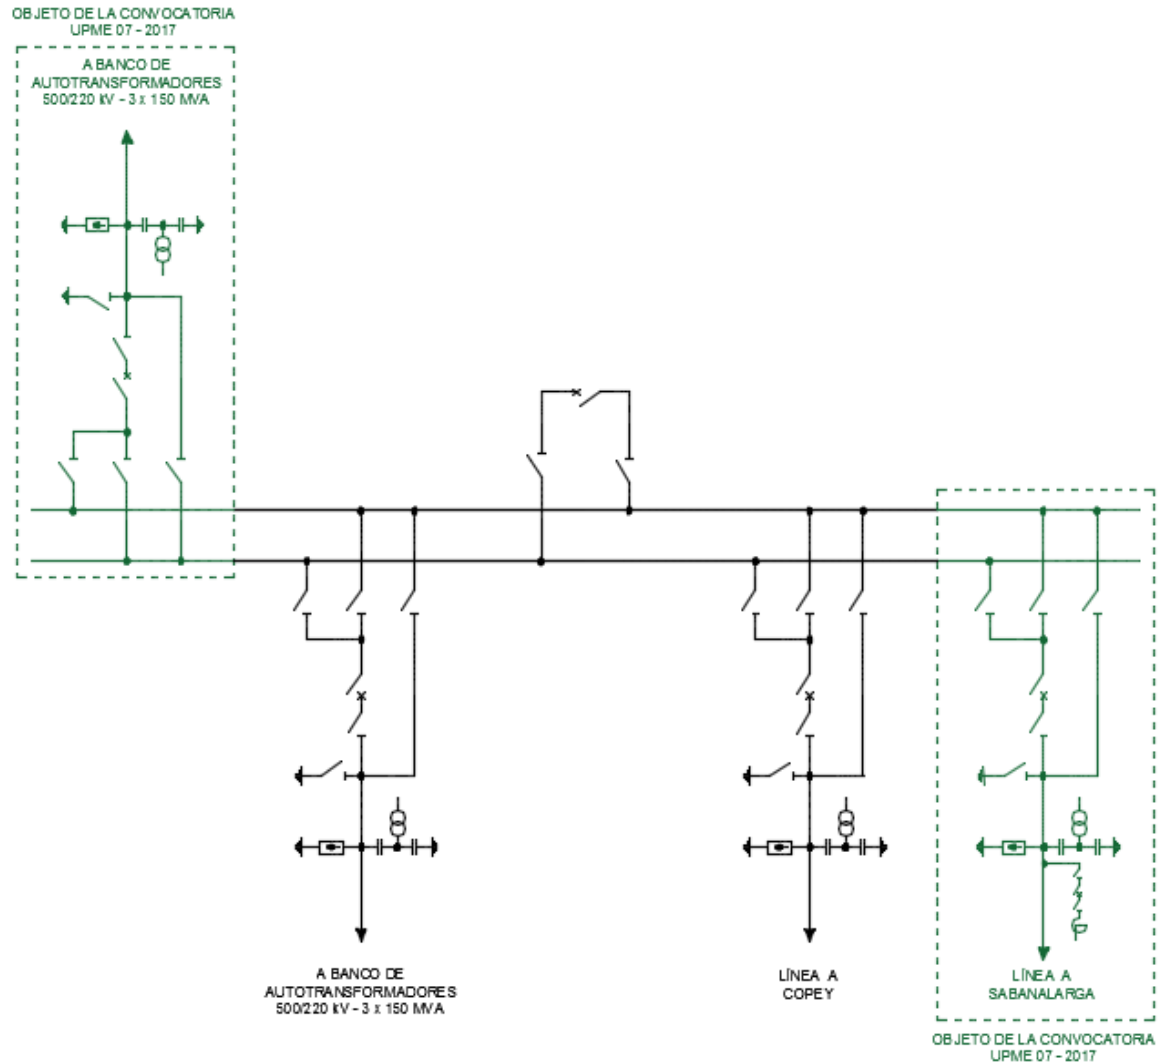 OBJETO DE LA CONVOCATORIA
UPME 07 - 2017
A BANCO DE
AUTOTRANSFORMADORES
500/220 kV - 3 x 150 MVA
A BANCO DE
AUTOTRANSFORMADORES
500/220 kV - 3 x 150 MVA
LÍNEA A
COPEY
LÍNEA A
SABANALARGA
OBJETO DE LA CONVOCATORIA
UPME 07 - 2017